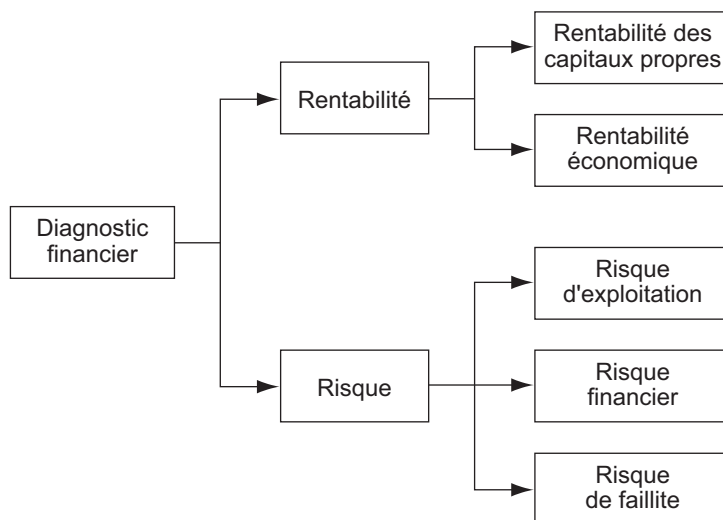 Diagnostic
financier
Rentabilité
Rentabilité des
capitaux propres
Rentabilité
économique
Risque
Risque
d'exploitation
Risque
financier
Risque
de faillite